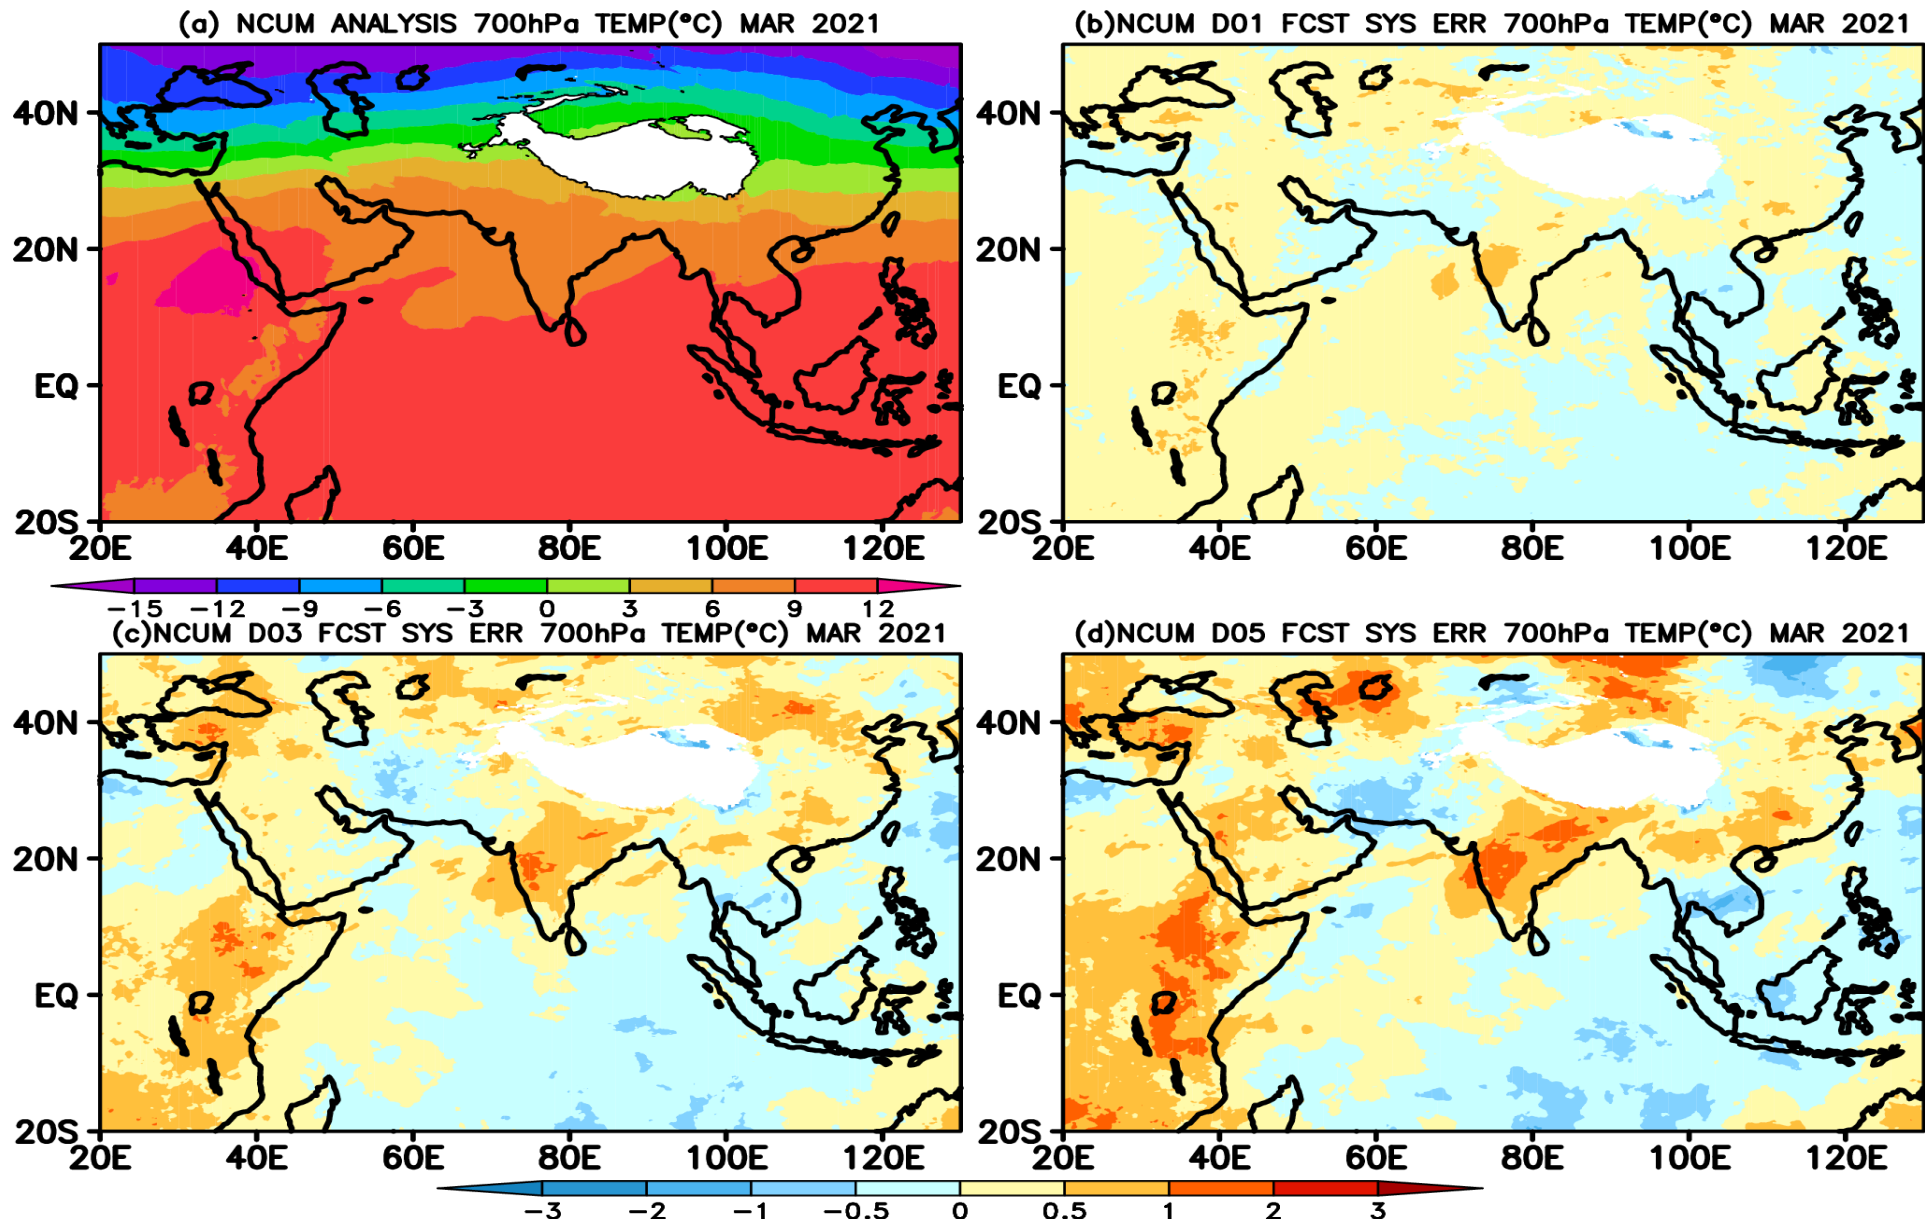 (a) NCUM ANALYSIS 700hPa TEMP(°C) MAR 2021
40N
20N
EQ
20S
20E 40E 60E 80E 100E 120E
-15 -12 -9 -6 -3 0 3 6 9 12
(b)NCUM D01 FCST SYS ERR 700hPa TEMP(°C) MAR 2021
40N
20N
EQ
20S
20E 40E 60E 80E 100E 120E
(c)NCUM D03 FCST SYS ERR 700hPa TEMP(°C) MAR 2021
40N
20N
EQ
20S
20E 40E 60E 80E 100E 120E
(d)NCUM D05 FCST SYS ERR 700hPa TEMP(°C) MAR 2021
40N
20N
EQ
20S
20E 40E 60E 80E 100E 120E
-3 -2 -1 -0.5 0 0.5 1 2 3